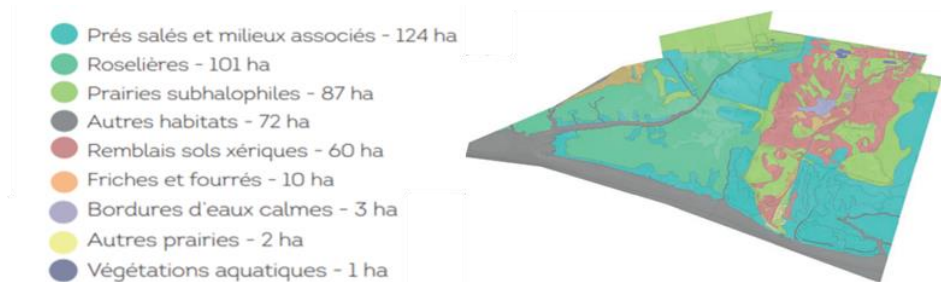 Prés salés et milieux associés - 124 ha
Roselières - 101 ha
Prairies subhalophiles - 87 ha
Autres habitats - 72 ha
Remblais sols xériques - 60 ha
Friches et fourrés - 10 ha
Bordures d'eaux calmes - 3 ha
Autres prairies - 2 ha
Végétations aquatiques - 1 ha